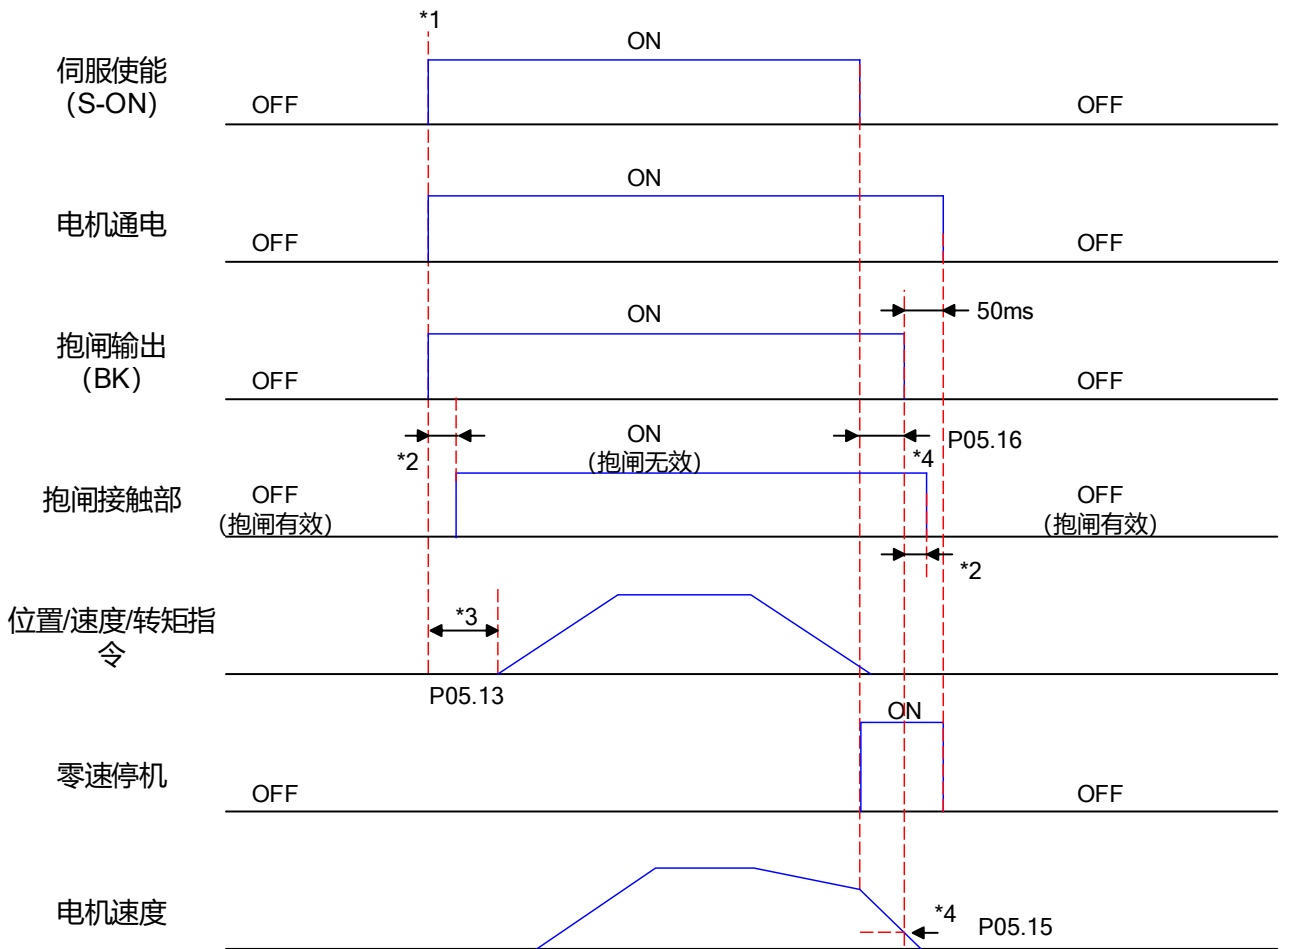 *1
ON
伺服使能
(S-ON)
OFF
OFF
ON
电机通电
OFF
OFF
50ms
ON
抱闸输出
(BK)
OFF
OFF
*2
ON
(抱闸无效)
*4
P05.16
抱闸接触部
OFF
(抱闸有效)
OFF
(抱闸有效)
*2
位置/速度/转矩指
令
*3
P05.13
ON
零速停机
OFF
OFF
电机速度
*4
P05.15